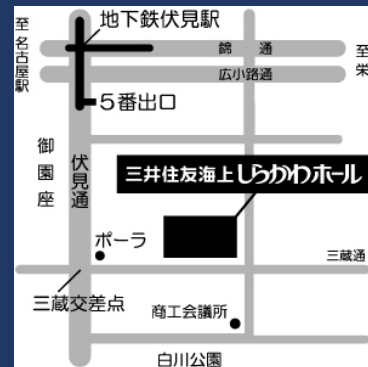 地下鉄伏見駅
至名古屋駅
錦通
至栄
広小路通
5番出口
御園座
伏見通
三井住友海上しらかわホール
ポーラ
三蔵通
三蔵交差点
商工会議所
白川公園